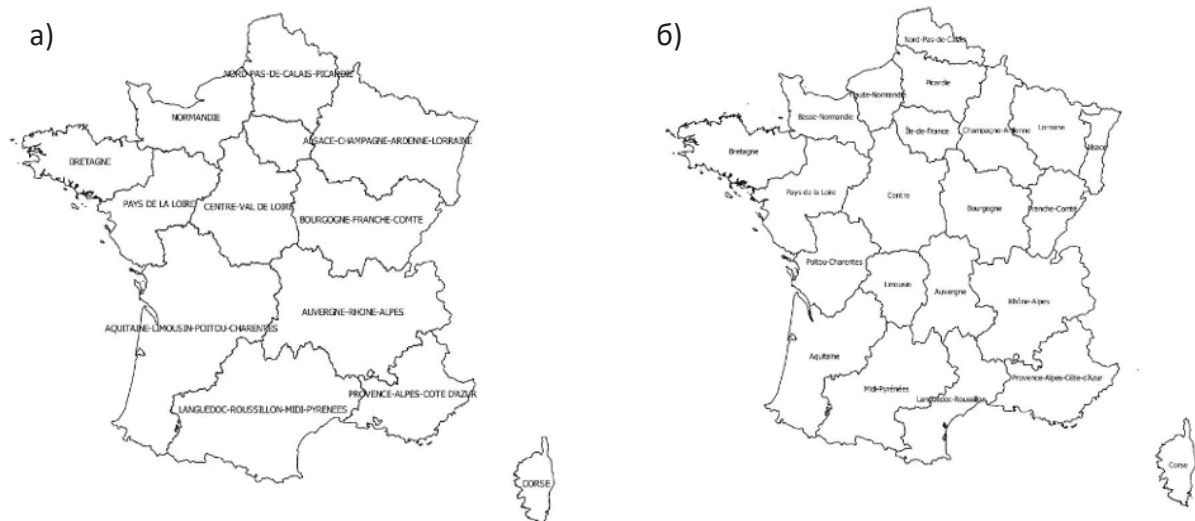 а)
NORD-PAS-DE-CALAIS-PICARDIE
NORMANDIE
ALSACE-CHAMPAGNE-ARDENNE-LORRAINE
BRETAGNE
PAYS DE LA LOIRE
CENTRE-VAL DE LOIRE
BOURGOGNE-FRANCHE-COMTE
AUVERGNE-RHONE-ALPES
AQUITAINE-LIMOUSIN-POITOU-CHARENTES
PROVENCE-ALPES-COTE D'AZUR
LANGUEDOC-ROUSSILLON-MIDI-PYRENEES
CORSE
б)
Nord-Pas-de-Calais
Picardie
Haute-Normandie
Basse-Normandie
Île-de-France
Champagne-Ardenne
Lorraine
Alsace
Bretagne
Pays de la Loire
Centre
Bourgogne
Franche-Comté
Poitou-Charentes
Limousin
Auvergne
Rhône-Alpes
Aquitaine
Midi-Pyrénées
Languedoc-Roussillon
Provence-Alpes-Côte-d'Azur
Corse